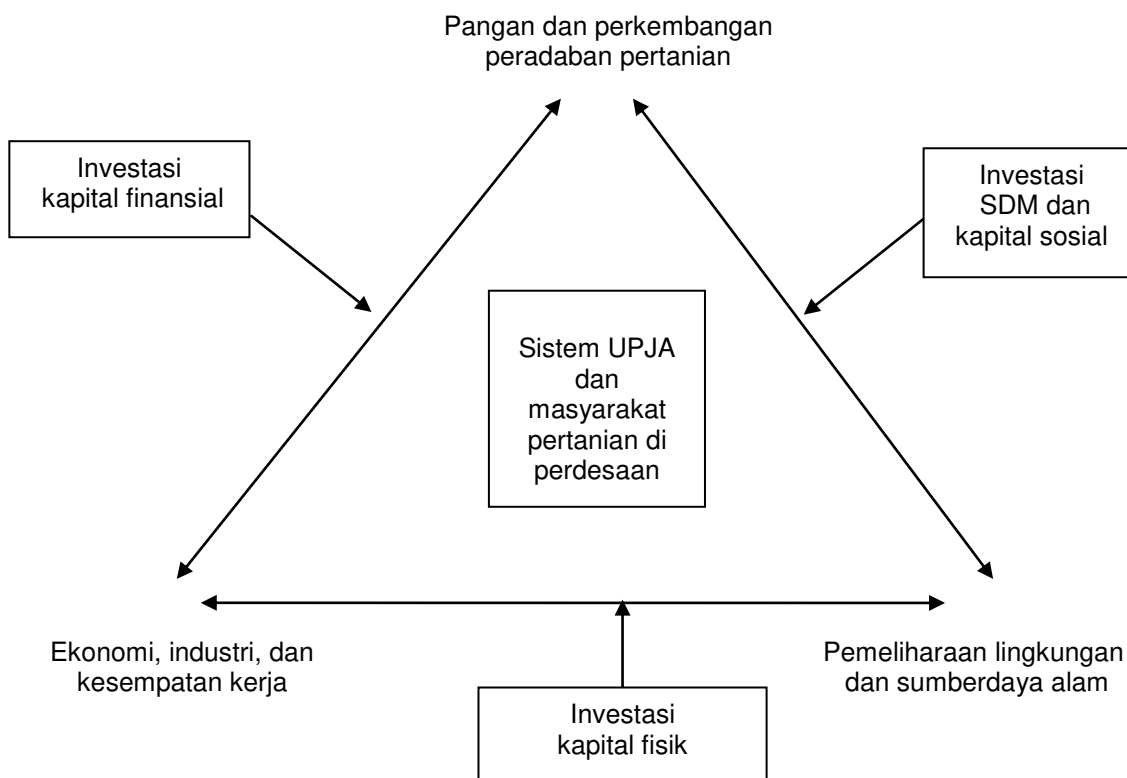 Pangan dan perkembangan
peradaban pertanian
Investasi
kapital finansial
Investasi
SDM dan
kapital sosial
Sistem UPJA
dan
masyarakat
pertanian di
perdesaan
Ekonomi, industri, dan
kesempatan kerja
Pemeliharaan lingkungan
dan sumberdaya alam
Investasi
kapital fisik